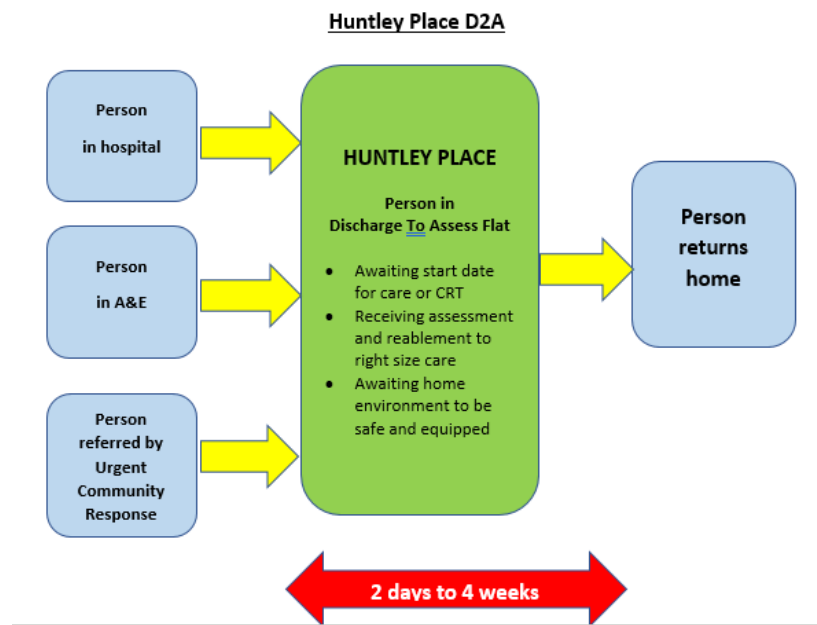 Huntley Place D2A
Person
in hospital
Person
in A&E
Person
referred by
Urgent
Community
Response
HUNTLEY PLACE
Person in
Discharge To Assess Flat
• Awaiting start date
for care or CRT
• Receiving assessment
and reablement to
right size care
• Awaiting home
environment to be
safe and equipped
Person
returns
home
2 days to 4 weeks